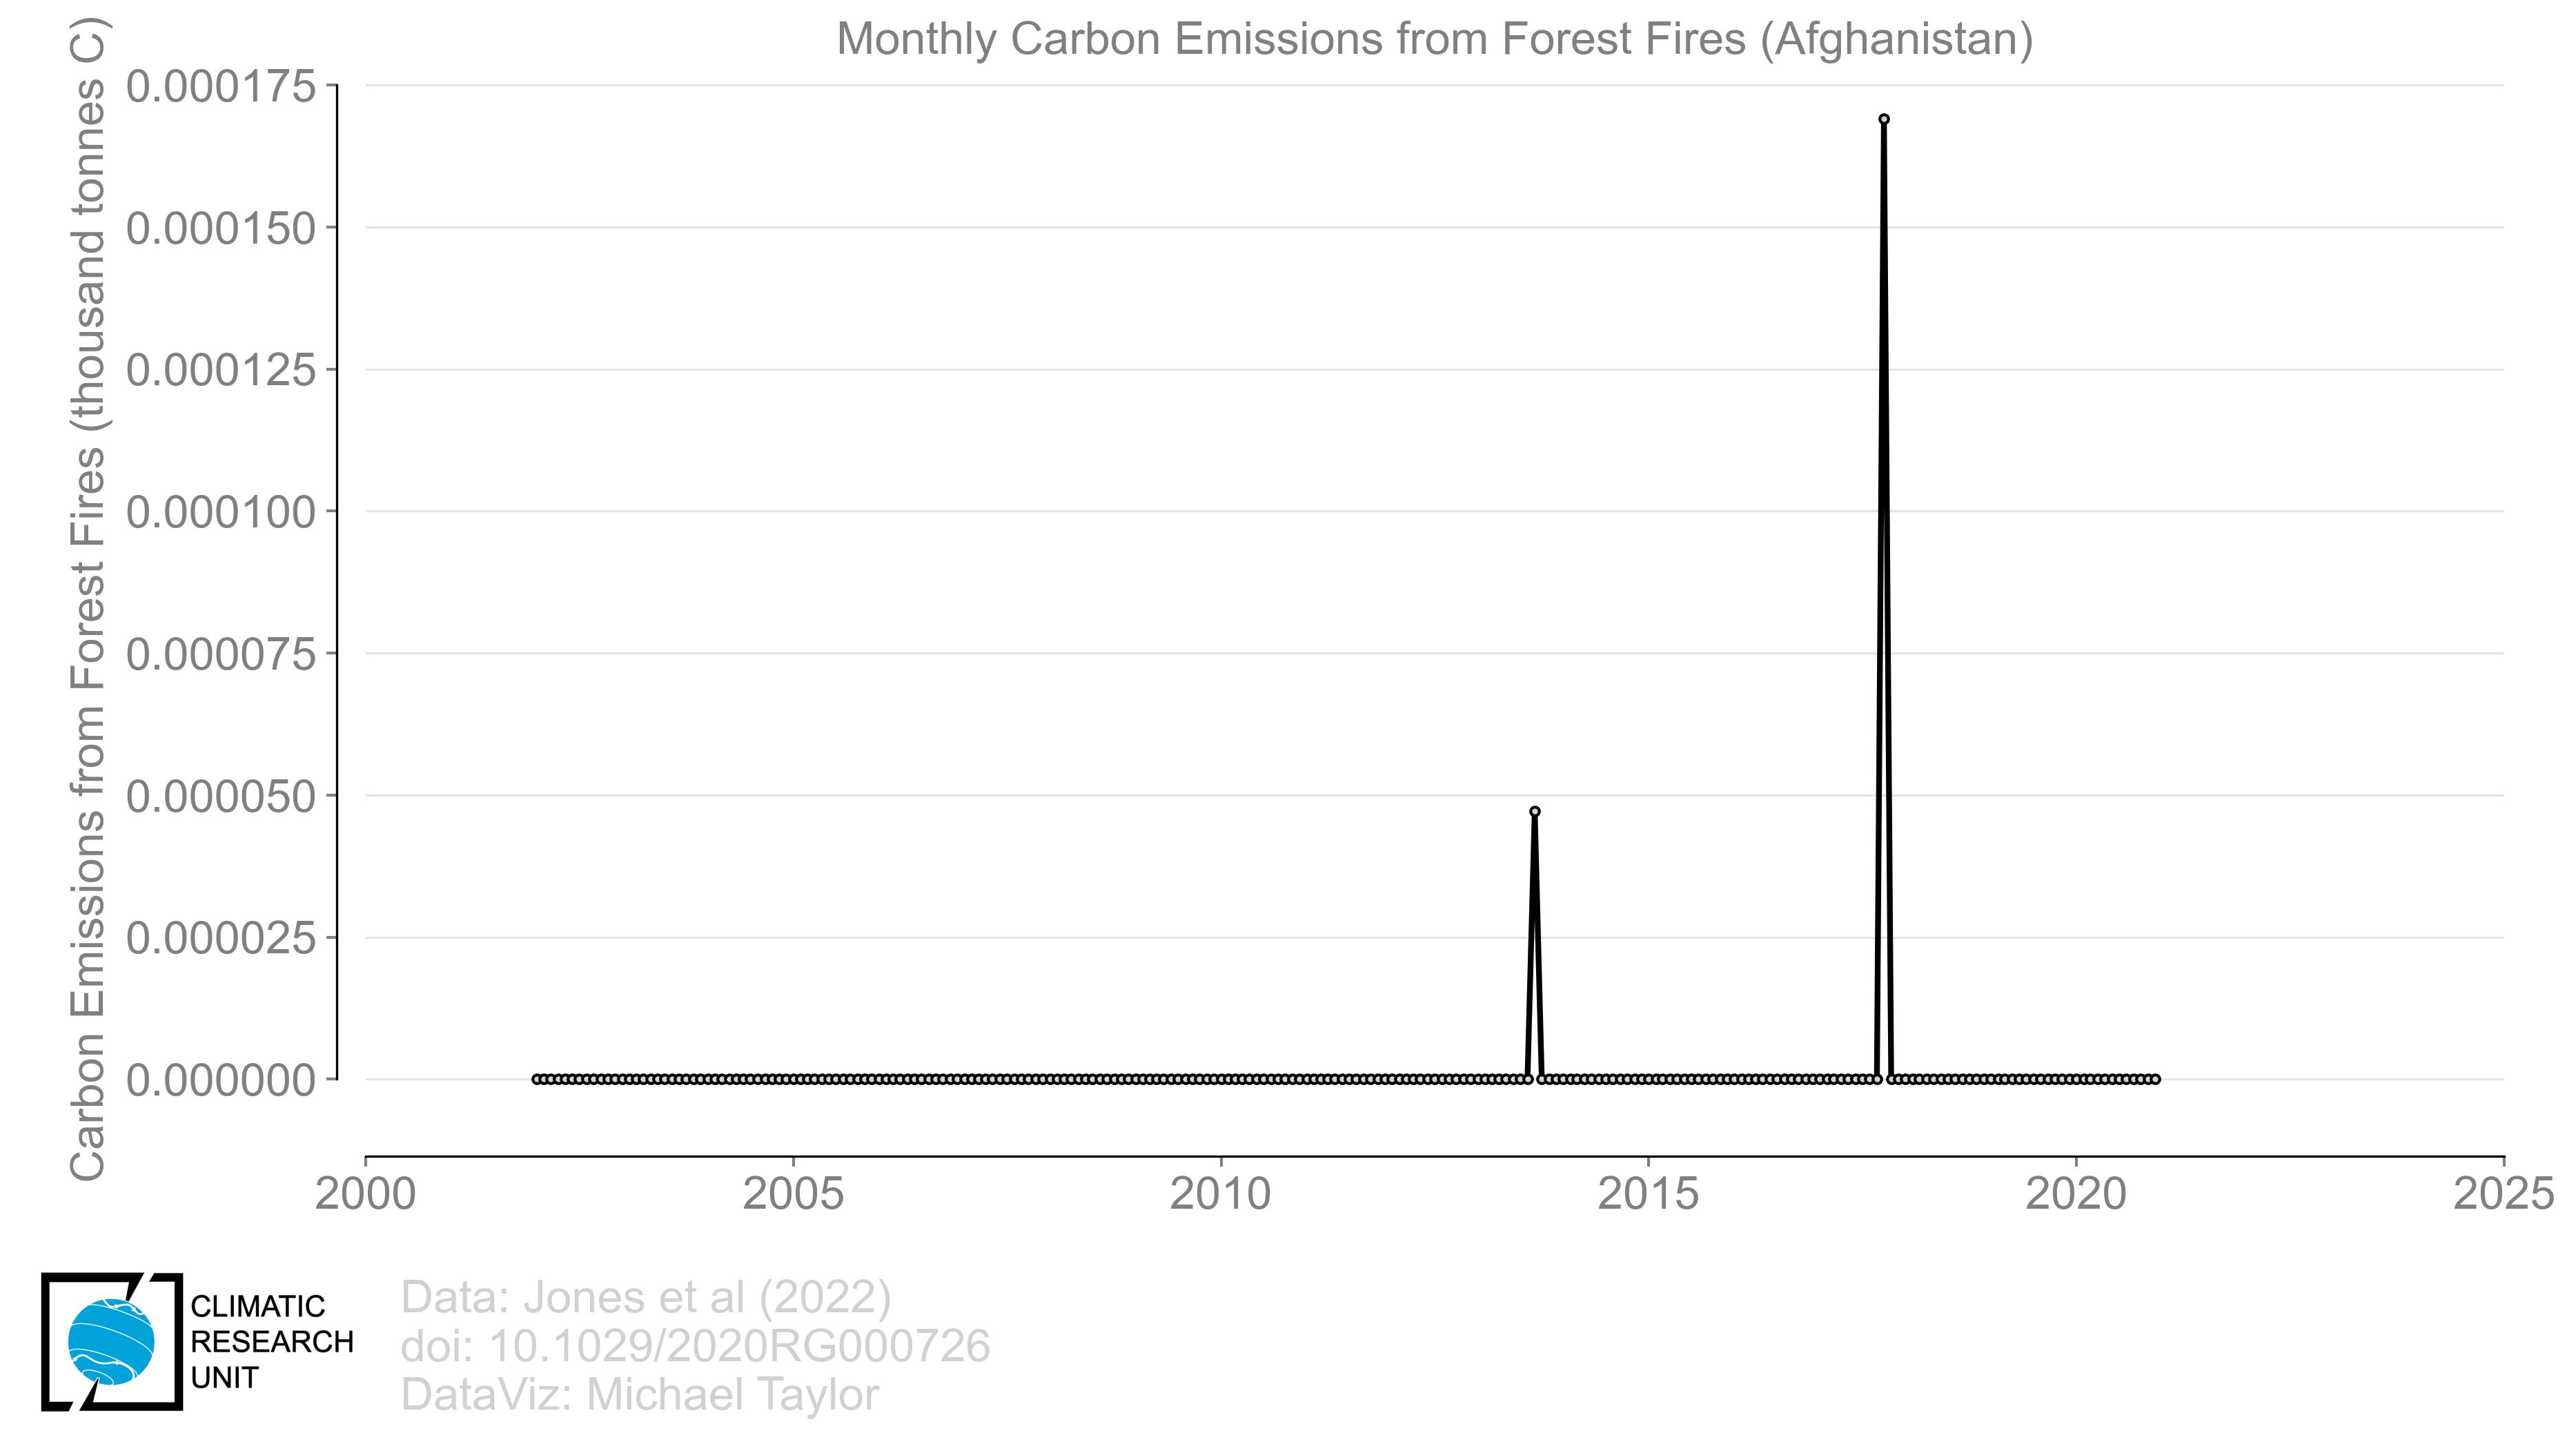 Monthly Carbon Emissions from Forest Fires (Afghanistan)
Carbon Emissions from Forest Fires (thousand tonnes C)
0.000175
0.000150
0.000125
0.000100
0.000075
0.000050
0.000025
0.000000
2000 2005 2010 2015 2020 2025
CLIMATIC
RESEARCH
UNIT
Data: Jones et al (2022)
doi: 10.1029/2020RG000726
DataViz: Michael Taylor